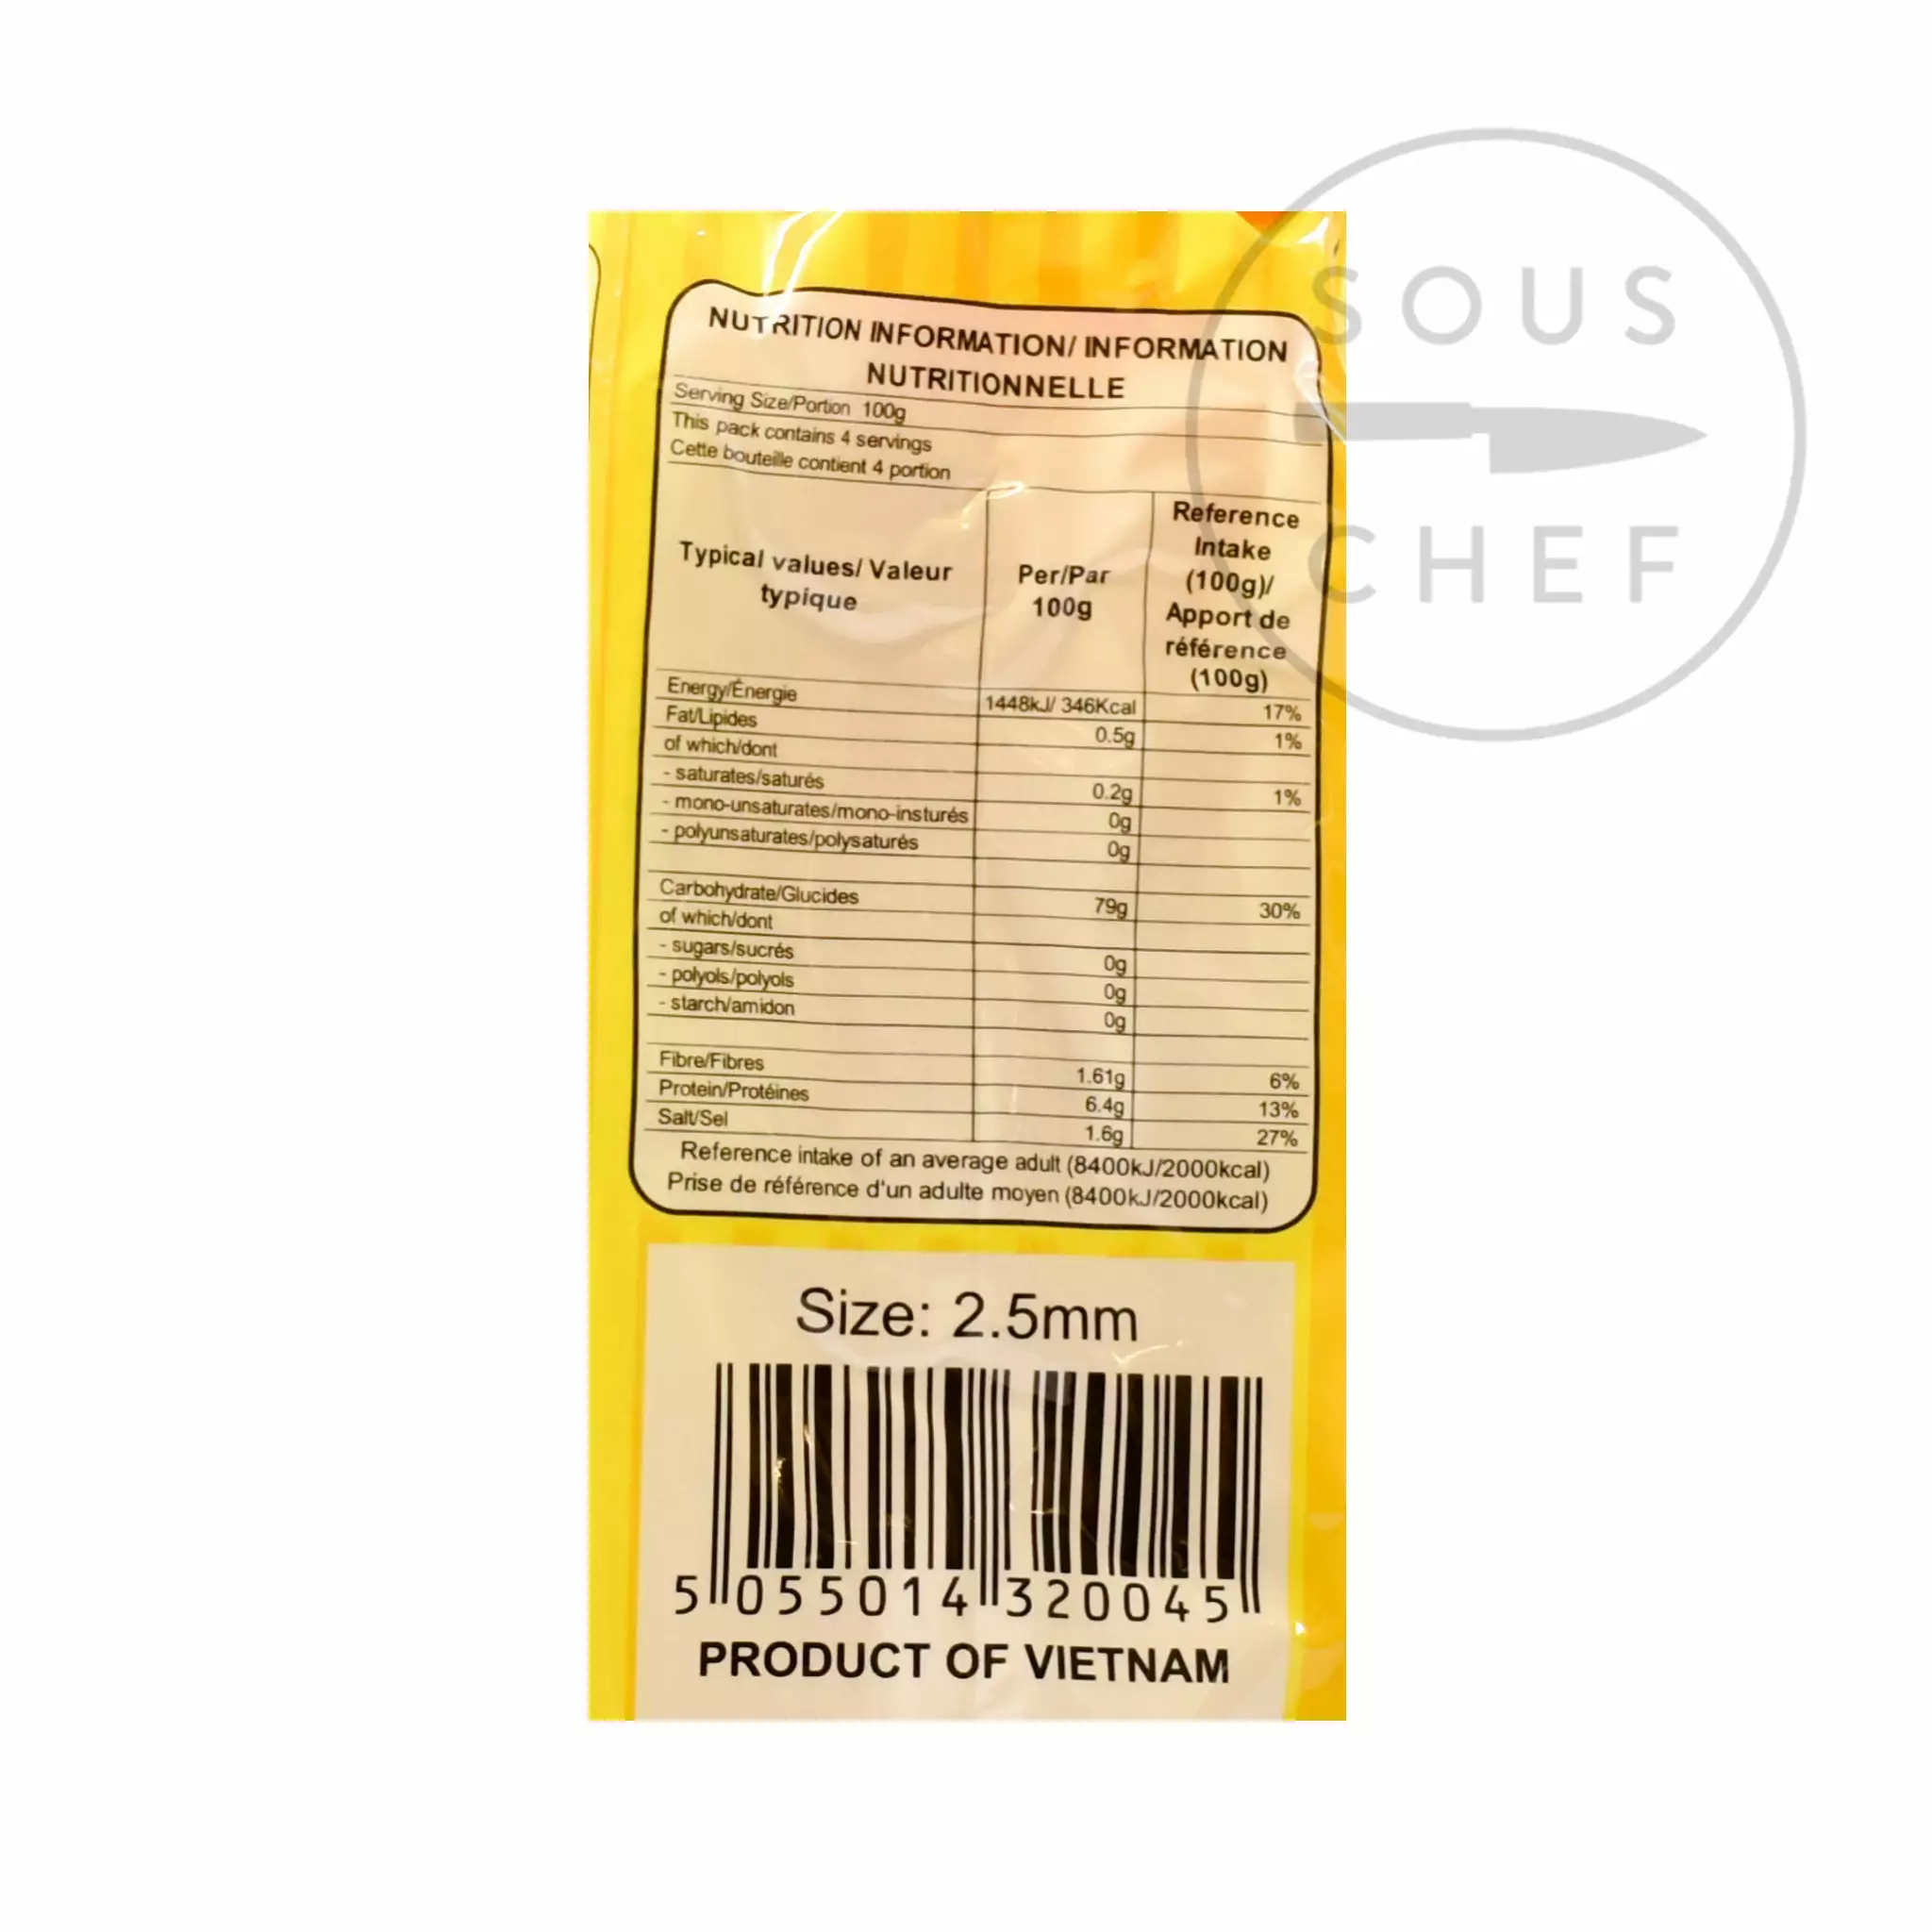 SOUS
CHEF
NUTRITION INFORMATION/ INFORMATION
NUTRITIONNELLE
Serving Size/Portion 100g
This pack contains 4 servings
Cette bouteille contient 4 portion
Typical values/ Valeur
typique
Per/Par
100g
Reference
Intake
(100g)/
Apport de
référence
(100g)
Energy/Énergie 1448kJ/ 346Kcal 17%
Fat/Lipides 0.5g 1%
of which/dont
- saturates/saturés 0.2g 1%
- mono-unsaturates/mono-insturés 0g
- polyunsaturates/polysaturés 0g
Carbohydrate/Glucides 79g 30%
of which/dont
- sugars/sucrés 0g
- polyols/polyols 0g
- starch/amidon 0g
Fibre/Fibres 1.61g 6%
Protein/Protéines 6.4g 13%
Salt/Sel 1.6g 27%
Reference intake of an average adult (8400kJ/2000kcal)
Prise de référence d'un adulte moyen (8400kJ/2000kcal)
Size: 2.5mm
5 055014 320045
PRODUCT OF VIETNAM